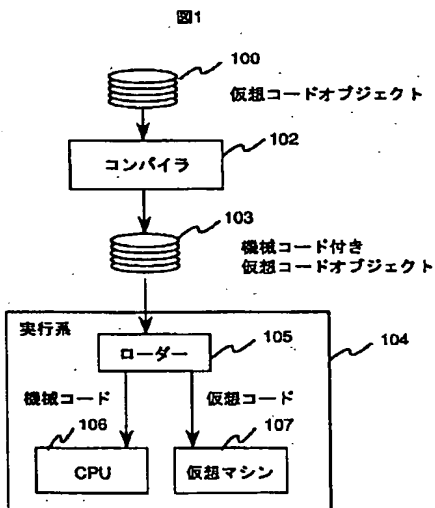 図1
100
仮想コードオブジェクト
102
コンパイラ
103
機械コード付き
仮想コードオブジェクト
実行系
105
104
ローダー
機械コード
仮想コード
106
107
CPU
仮想マシン